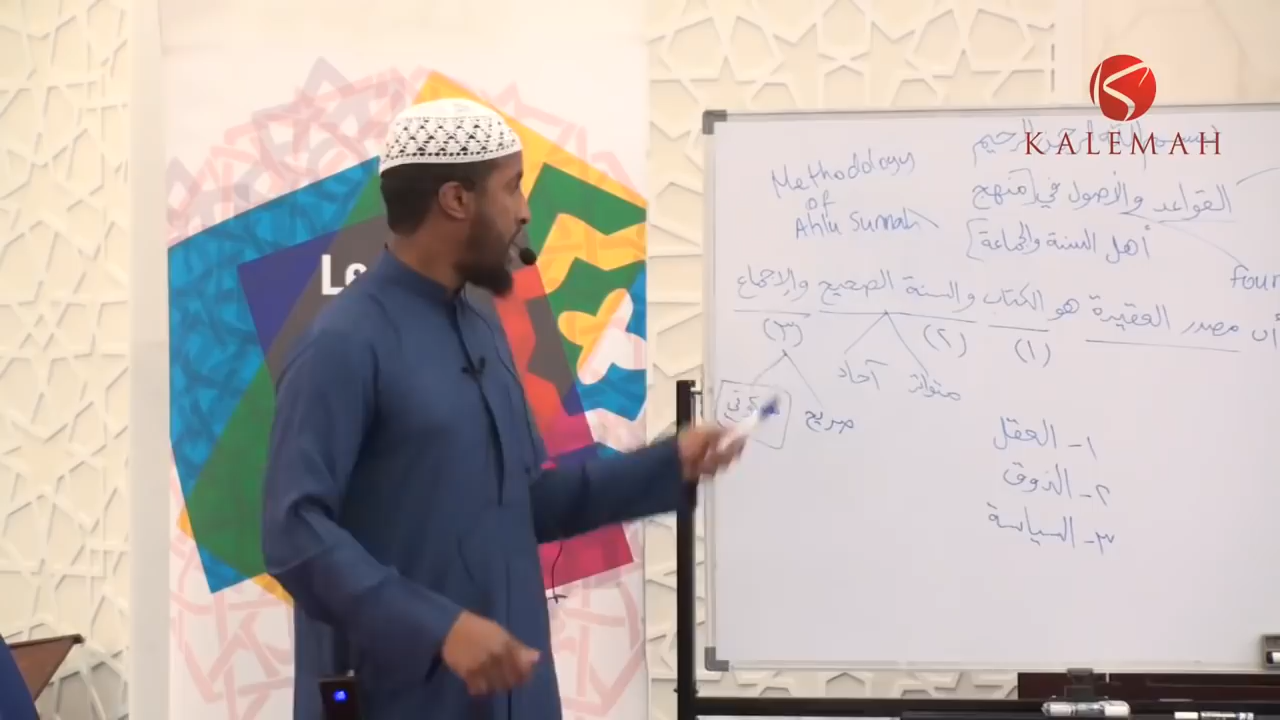 KALEMAH
بسم الله الرحمن الرحيم
Methodology
of
Ahlu Sunnah
القواعد والأصول في [منهج
أهل السنة والجماعة]
four
أن مصدر العقيدة هو الكتاب والسنة الصحيح والإجماع
(١) (٢) (٣)
متواتر آحاد
صريح
١- العقل
٢- الذوق
٣- السياسة
Le